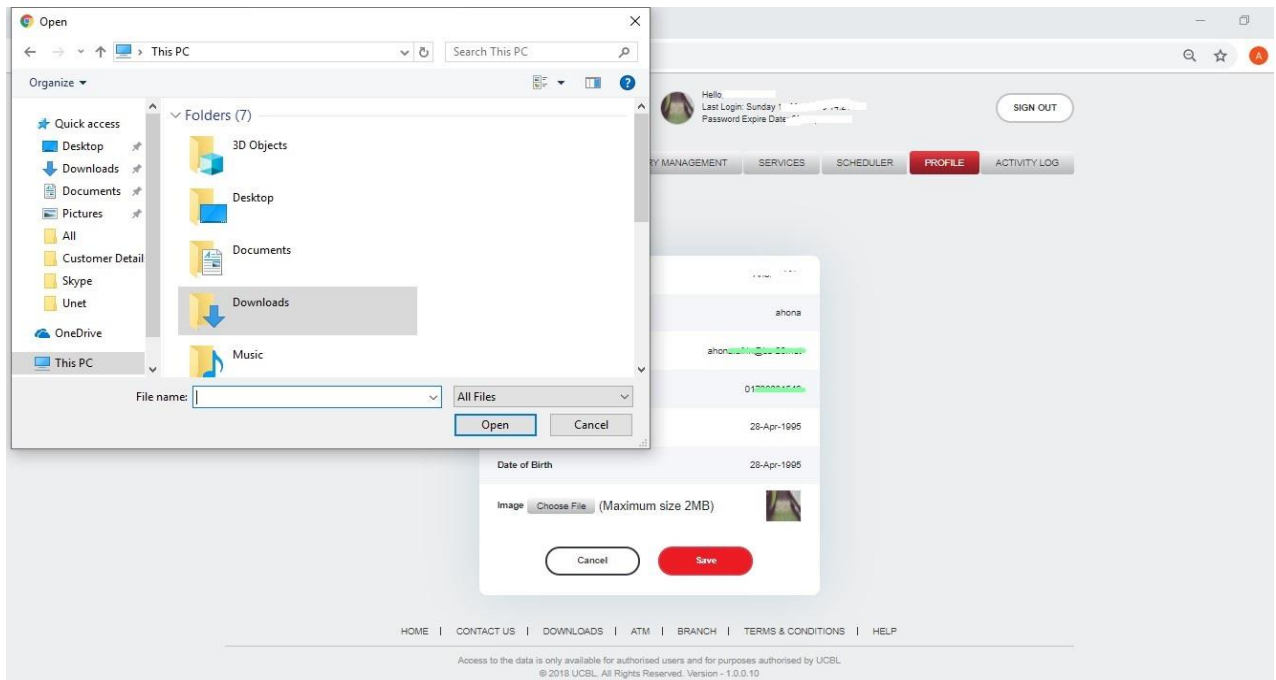 Open
This PC
Search This PC
Organize
Quick access
Desktop
Downloads
Documents
Pictures
All
Customer Detail
Skype
Unet
OneDrive
This PC
Folders (7)
3D Objects
Desktop
Documents
Downloads
Music
File name:
All Files
Open
Cancel
A
Hello
Last Login: Sunday
Password Expire Date
SIGN OUT
MANAGEMENT
SERVICES
SCHEDULER
PROFILE
ACTIVITY LOG
ahona
28-Apr-1995
Date of Birth 28-Apr-1995
Image Choose File (Maximum size 2MB)
Cancel
Save
HOME | CONTACT US | DOWNLOADS | ATM | BRANCH | TERMS & CONDITIONS | HELP
Access to the data is only available for authorised users and for purposes authorised by UCBL
© 2018 UCBL, All Rights Reserved. Version - 1.0.0.10